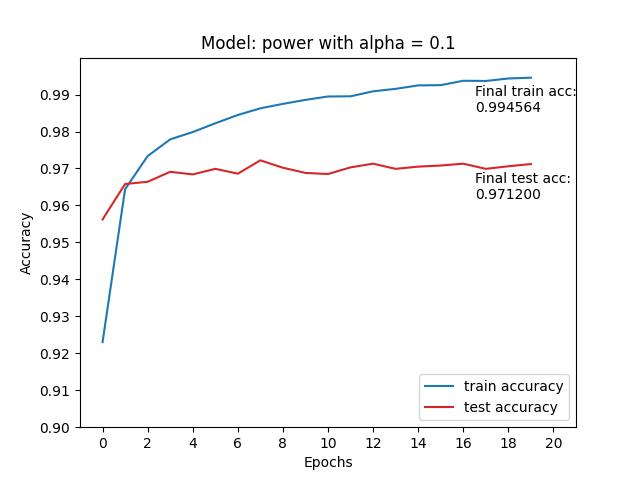 Model: power with alpha = 0.1
0.99
Final train acc:
0.994564
0.98
0.97
Final test acc:
0.971200
0.96
0.95
Accuracy
0.94
0.93
0.92
0.91
0.90
train accuracy
test accuracy
0 2 4 6 8 10 12 14 16 18 20
Epochs